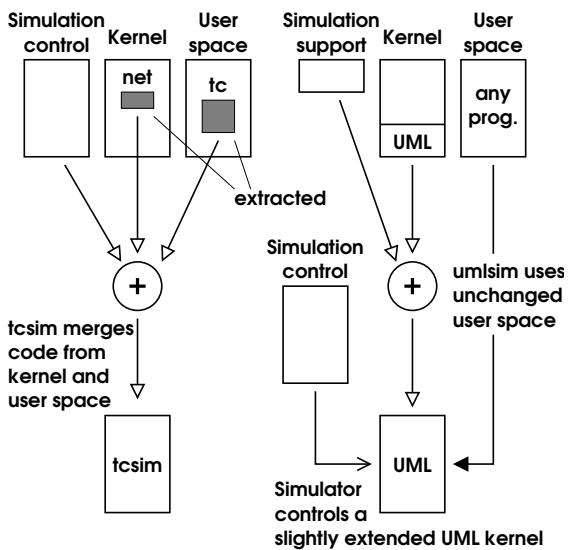 Simulation
control
Kernel
User
space
net
tc
extracted
+
tcsim merges
code from
kernel and
user space
tcsim
Simulation
support
Kernel
User
space
UML
any
prog.
Simulation
control
+
umlsim uses
unchanged
user space
UML
Simulator
controls a
slightly extended UML kernel